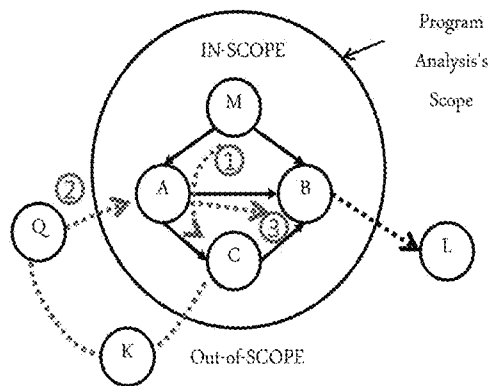 Program
Analysis's
Scope
IN-SCOPE
M
1
A
B
2
3
Q
C
L
K
Out-of-SCOPE